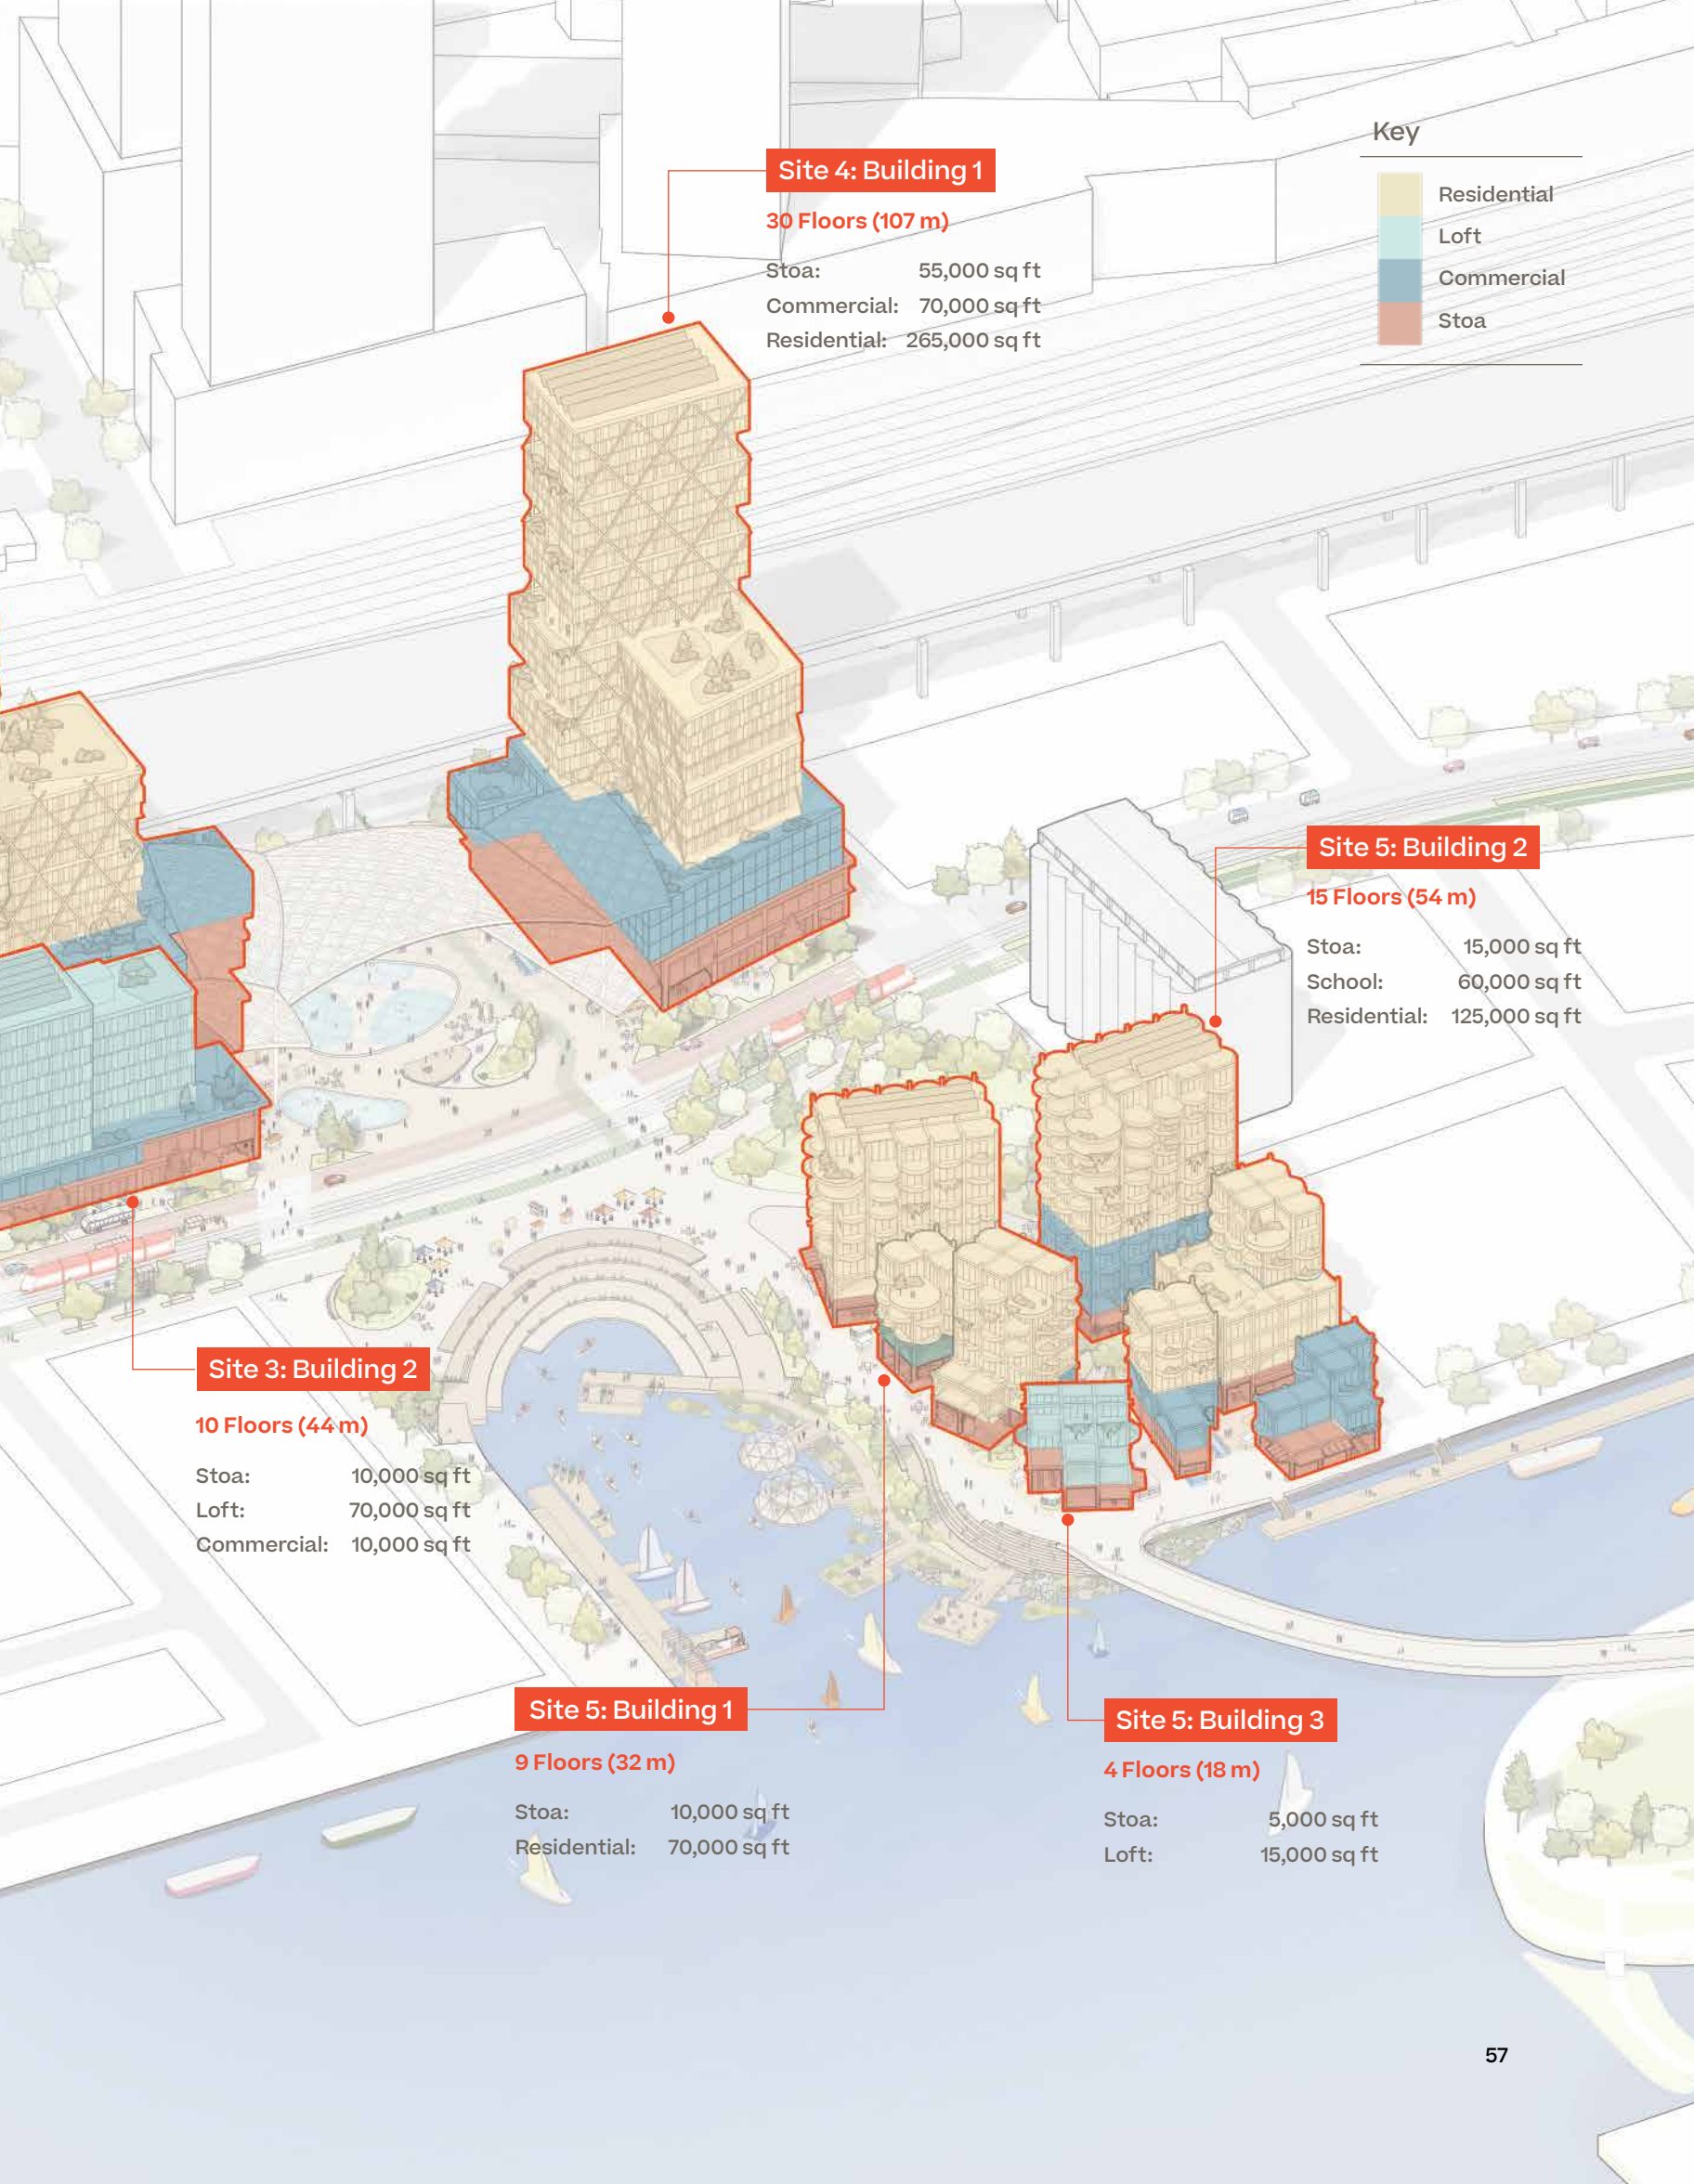 Key
Residential
Loft
Commercial
Stoa
Site 4: Building 1
30 Floors (107 m)
Stoa: 55,000 sq ft
Commercial: 70,000 sq ft
Residential: 265,000 sq ft
Site 5: Building 2
15 Floors (54 m)
Stoa: 15,000 sq ft
School: 60,000 sq ft
Residential: 125,000 sq ft
Site 3: Building 2
10 Floors (44 m)
Stoa: 10,000 sq ft
Loft: 70,000 sq ft
Commercial: 10,000 sq ft
Site 5: Building 1
9 Floors (32 m)
Stoa: 10,000 sq ft
Residential: 70,000 sq ft
Site 5: Building 3
4 Floors (18 m)
Stoa: 5,000 sq ft
Loft: 15,000 sq ft
57